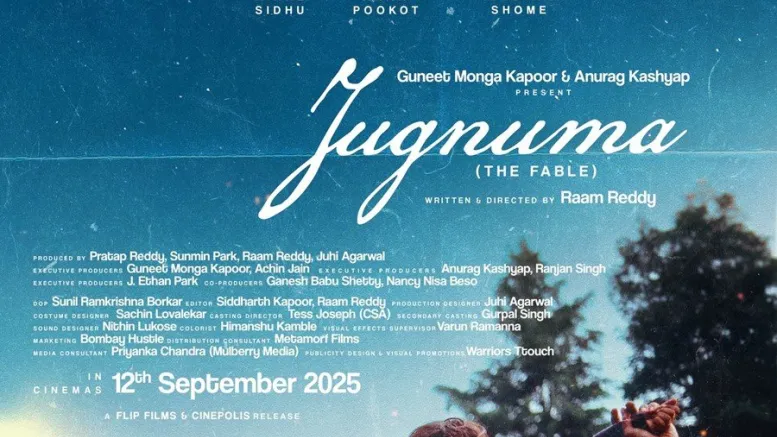 SIDHU POOKOT SHOME
Guneet Monga Kapoor & Anurag Kashyap
PRESENT
Jugnuma
(THE FABLE)
WRITTEN & DIRECTED BY Raam Reddy
PRODUCED BY Pratap Reddy, Sunmin Park, Raam Reddy, Juhi Agarwal
EXECUTIVE PRODUCERS Guneet Monga Kapoor, Achin Jain EXECUTIVE PRODUCERS Anurag Kashyap, Ranjan Singh
EXECUTIVE PRODUCERS J. Ethan Park CO-PRODUCERS Ganesh Babu Shetty, Nancy Nisa Beso
DOP Sunil Ramkrishna Borkar EDITOR Siddharth Kapoor, Raam Reddy PRODUCTION DESIGNER Juhi Agarwal
COSTUME DESIGNER Sachin Lovalekar CASTING DIRECTOR Tess Joseph (CSA) SECONDARY CASTING Gurpal Singh
SOUND DESIGNER Nithin Lukose COLORIST Himanshu Kamble VISUAL EFFECTS SUPERVISOR Varun Ramanna
MARKETING Bombay Hustle DISTRIBUTION CONSULTANT Metamorf Films
MEDIA CONSULTANT Priyanka Chandra (Mulberry Media) PUBLICITY DESIGN & VISUAL PROMOTIONS Warriors Ttouch
IN CINEMAS 12th September 2025
A FLIP FILMS & CINEPOLIS RELEASE